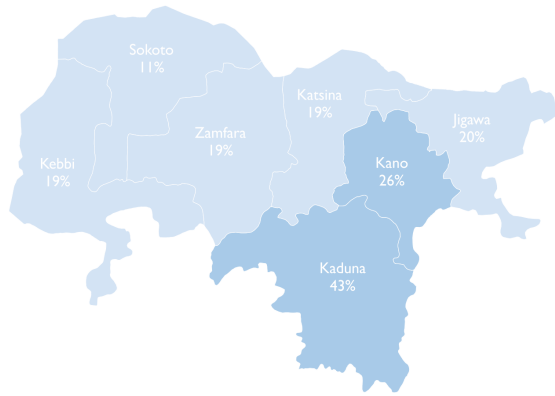 Sokoto
11%
Katsina
19%
Jigawa
20%
Zamfara
19%
Kebbi
19%
Kano
26%
Kaduna
43%